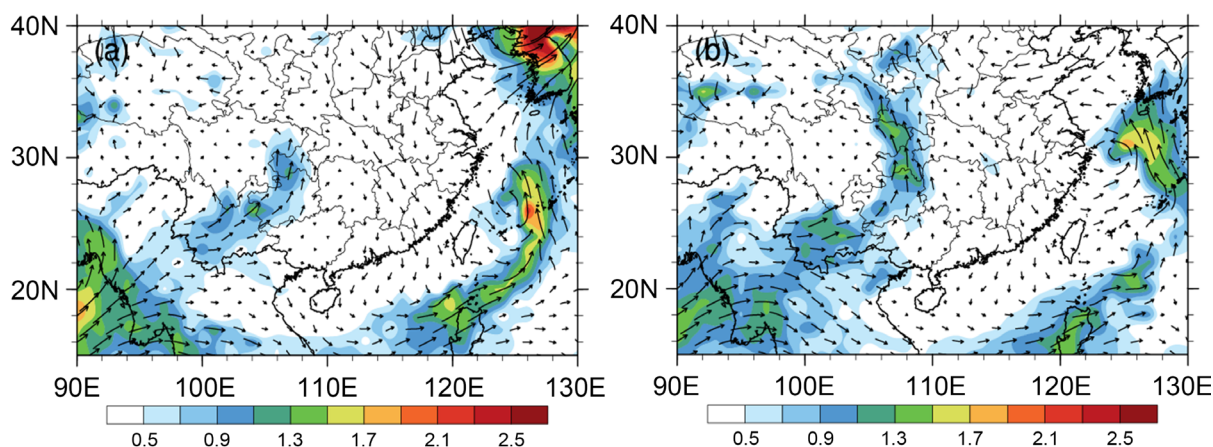 40N (a) 40N (b)
30N 30N
20N 20N
90E 100E 110E 120E 130E 90E 100E 110E 120E 130E
0.5 0.9 1.3 1.7 2.1 2.5 0.5 0.9 1.3 1.7 2.1. 2.5